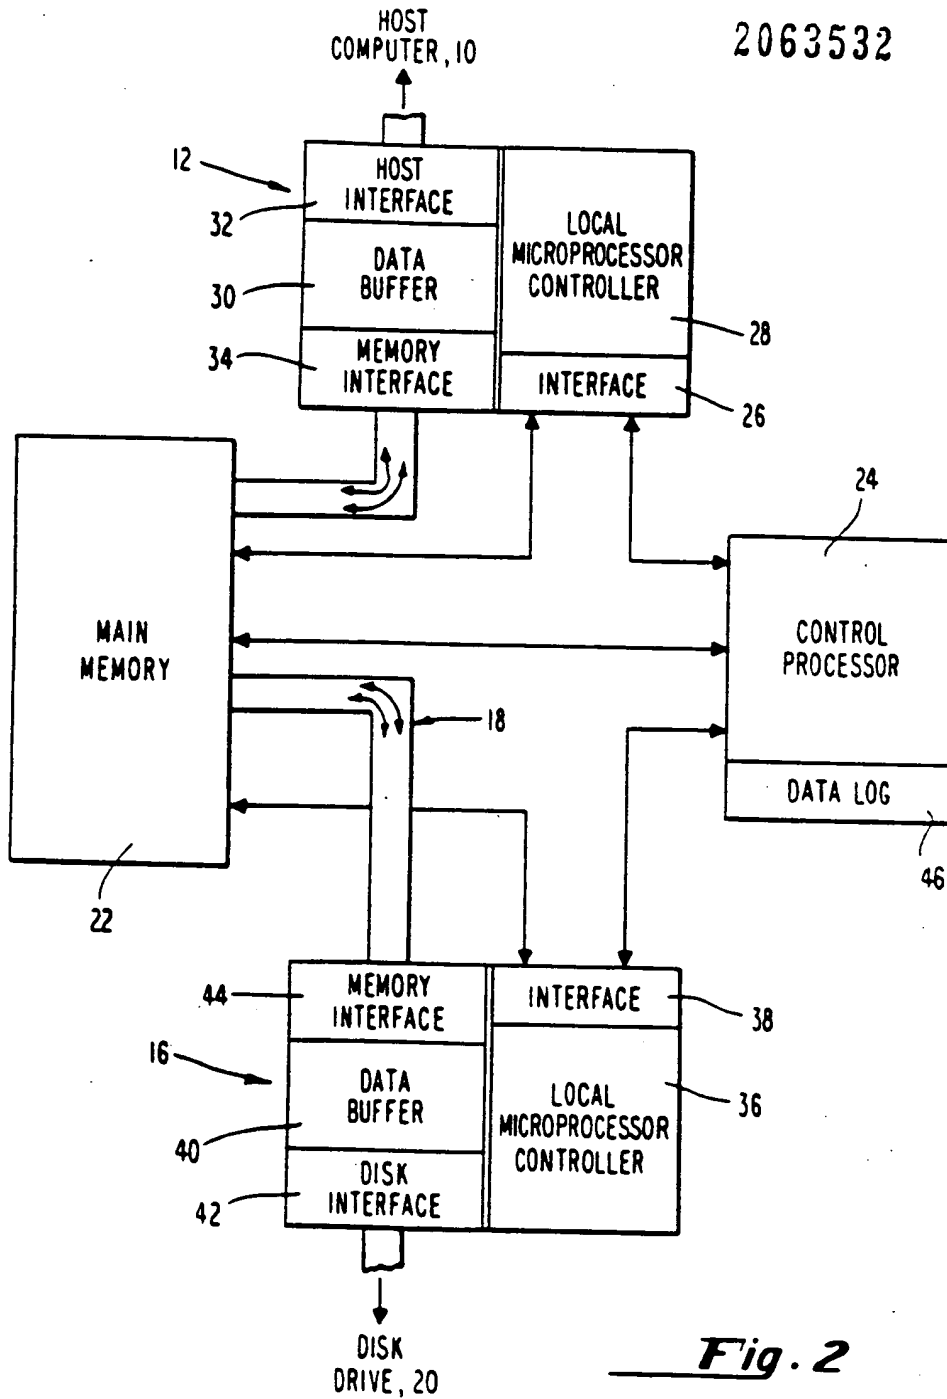 HOST
COMPUTER, 10
2063532
12
HOST
INTERFACE
32
DATA
BUFFER
30
MEMORY
INTERFACE
34
LOCAL
MICROPROCESSOR
CONTROLLER
28
INTERFACE
26
MAIN
MEMORY
22
24
CONTROL
PROCESSOR
DATA LOG
46
18
44
MEMORY
INTERFACE
16
DATA
BUFFER
40
DISK
INTERFACE
42
INTERFACE
38
LOCAL
MICROPROCESSOR
CONTROLLER
36
DISK
DRIVE, 20
Fig. 2